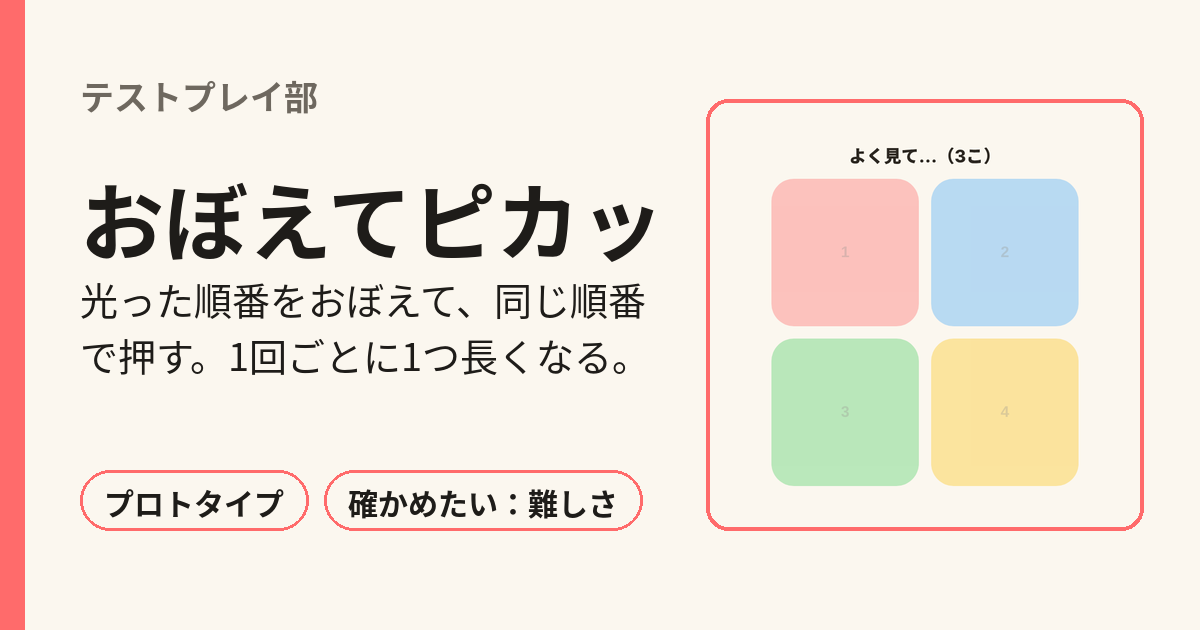 テストプレイ部
おぼえてピカッ
光った順番をおぼえて、同じ順番
で押す。1回ごとに1つ長くなる。
プロトタイプ
確かめたい：難しさ
よく見て…（3こ）
1
2
3
4